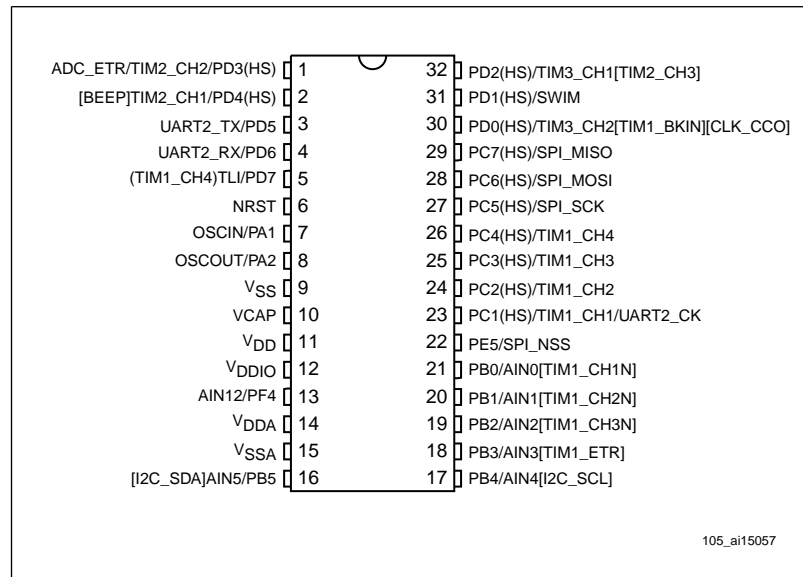 ADC_ETR/TIM2_CH2/PD3(HS) 1 32 PD2(HS)/TIM3_CH1[TIM2_CH3]
[BEEP]TIM2_CH1/PD4(HS) 2 31 PD1(HS)/SWIM
UART2_TX/PD5 3 30 PD0(HS)/TIM3_CH2[TIM1_BKIN][CLK_CCO]
UART2_RX/PD6 4 29 PC7(HS)/SPI_MISO
(TIM1_CH4)TLI/PD7 5 28 PC6(HS)/SPI_MOSI
NRST 6 27 PC5(HS)/SPI_SCK
OSCIN/PA1 7 26 PC4(HS)/TIM1_CH4
OSCOUT/PA2 8 25 PC3(HS)/TIM1_CH3
VSS 9 24 PC2(HS)/TIM1_CH2
VCAP 10 23 PC1(HS)/TIM1_CH1/UART2_CK
VDD 11 22 PE5/SPI_NSS
VDDIO 12 21 PB0/AIN0[TIM1_CH1N]
AIN12/PF4 13 20 PB1/AIN1[TIM1_CH2N]
VDDA 14 19 PB2/AIN2[TIM1_CH3N]
VSSA 15 18 PB3/AIN3[TIM1_ETR]
[I2C_SDA]AIN5/PB5 16 17 PB4/AIN4[I2C_SCL]
105_ai15057